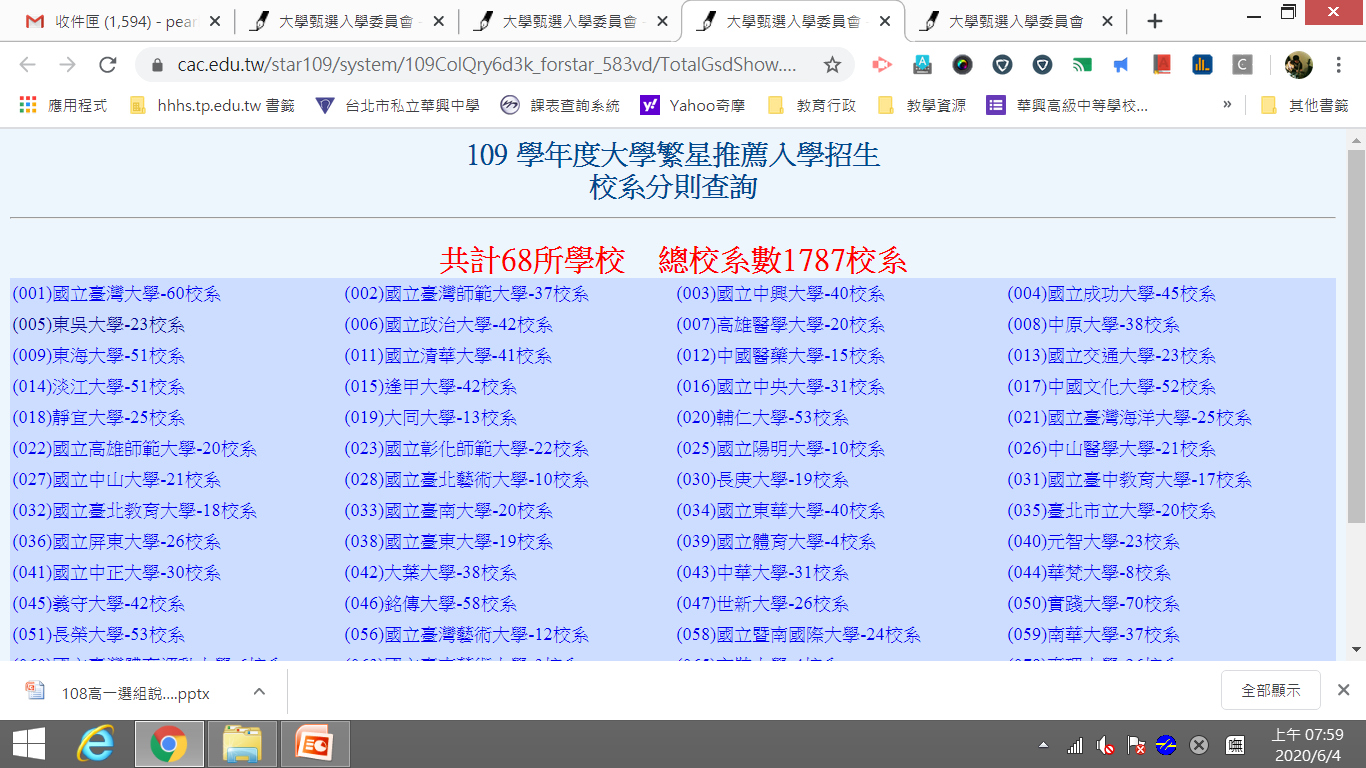 收件匣 (1,594) - pear
大學甄選入學委員會 -
大學甄選入學委員會 -
大學甄選入學委員會
大學甄選入學委員會
cac.edu.tw/star109/system/109ColQry6d3k_forstar_583vd/TotalGsdShow....
應用程式
hhhs.tp.edu.tw 書籤
台北市私立華興中學
課表查詢系統
Yahoo奇摩
教育行政
教學資源
華興高級中等學校...
»
其他書籤
109 學年度大學繁星推薦入學招生
校系分則查詢
共計68所學校 總校系數1787校系
(001)國立臺灣大學-60校系 (002)國立臺灣師範大學-37校系 (003)國立中興大學-40校系 (004)國立成功大學-45校系
(005)東吳大學-23校系 (006)國立政治大學-42校系 (007)高雄醫學大學-20校系 (008)中原大學-38校系
(009)東海大學-51校系 (011)國立清華大學-41校系 (012)中國醫藥大學-15校系 (013)國立交通大學-23校系
(014)淡江大學-51校系 (015)逢甲大學-42校系 (016)國立中央大學-31校系 (017)中國文化大學-52校系
(018)靜宜大學-25校系 (019)大同大學-13校系 (020)輔仁大學-53校系 (021)國立臺灣海洋大學-25校系
(022)國立高雄師範大學-20校系 (023)國立彰化師範大學-22校系 (025)國立陽明大學-10校系 (026)中山醫學大學-21校系
(027)國立中山大學-21校系 (028)國立臺北藝術大學-10校系 (030)長庚大學-19校系 (031)國立臺中教育大學-17校系
(032)國立臺北教育大學-18校系 (033)國立臺南大學-20校系 (034)國立東華大學-40校系 (035)臺北市立大學-20校系
(036)國立屏東大學-26校系 (038)國立臺東大學-19校系 (039)國立體育大學-4校系 (040)元智大學-23校系
(041)國立中正大學-30校系 (042)大葉大學-38校系 (043)中華大學-31校系 (044)華梵大學-8校系
(045)義守大學-42校系 (046)銘傳大學-58校系 (047)世新大學-26校系 (050)實踐大學-70校系
(051)長榮大學-53校系 (056)國立臺灣藝術大學-12校系 (058)國立暨南國際大學-24校系 (059)南華大學-37校系
108高一選組說....pptx
全部顯示
上午 07:59
2020/6/4